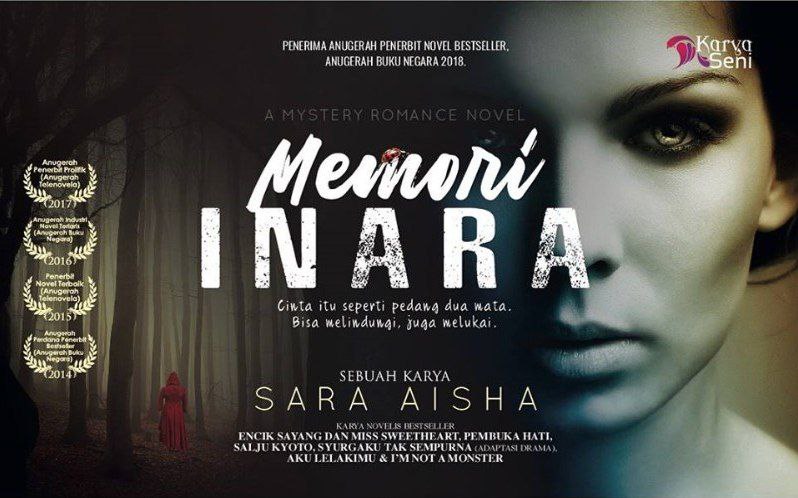 PENERIMA ANUGERAH PENERBIT NOVEL BESTSELLER,
ANUGERAH BUKU NEGARA 2018.
Karya
Seni
A MYSTERY ROMANCE NOVEL
Memori
INARA
Cinta itu seperti pedang dua mata.
Bisa melindungi, juga melukai.
Anugerah
Penerbit Prolifik
(Anugerah
Telenovela)
(2017)
Anugerah Industri
Novel Terlaris
(Anugerah Buku
Negara)
(2016)
Penerbit
Novel Terbaik
(Anugerah
Telenovela)
(2015)
Anugerah
Perdana Penerbit
Bestseller
(Anugerah Buku
Negara)
(2014)
SEBUAH KARYA
SARA AISHA
KARYA NOVELIS BESTSELLER
ENCIK SAYANG DAN MISS SWEETHEART, PEMBUKA HATI,
SALJU KYOTO, SYURGAKU TAK SEMPURNA (ADAPTASI DRAMA),
AKU LELAKIMU & I'M NOT A MONSTER